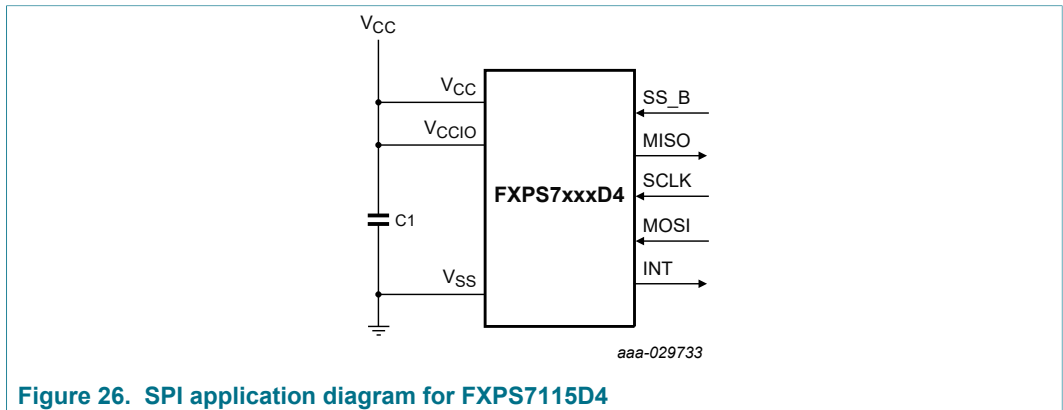 VCC
VCC
VCCIO
C1
VSS
FXPS7xxxD4
SS_B
MISO
SCLK
MOSI
INT
aaa-029733
Figure 26. SPI application diagram for FXPS7115D4